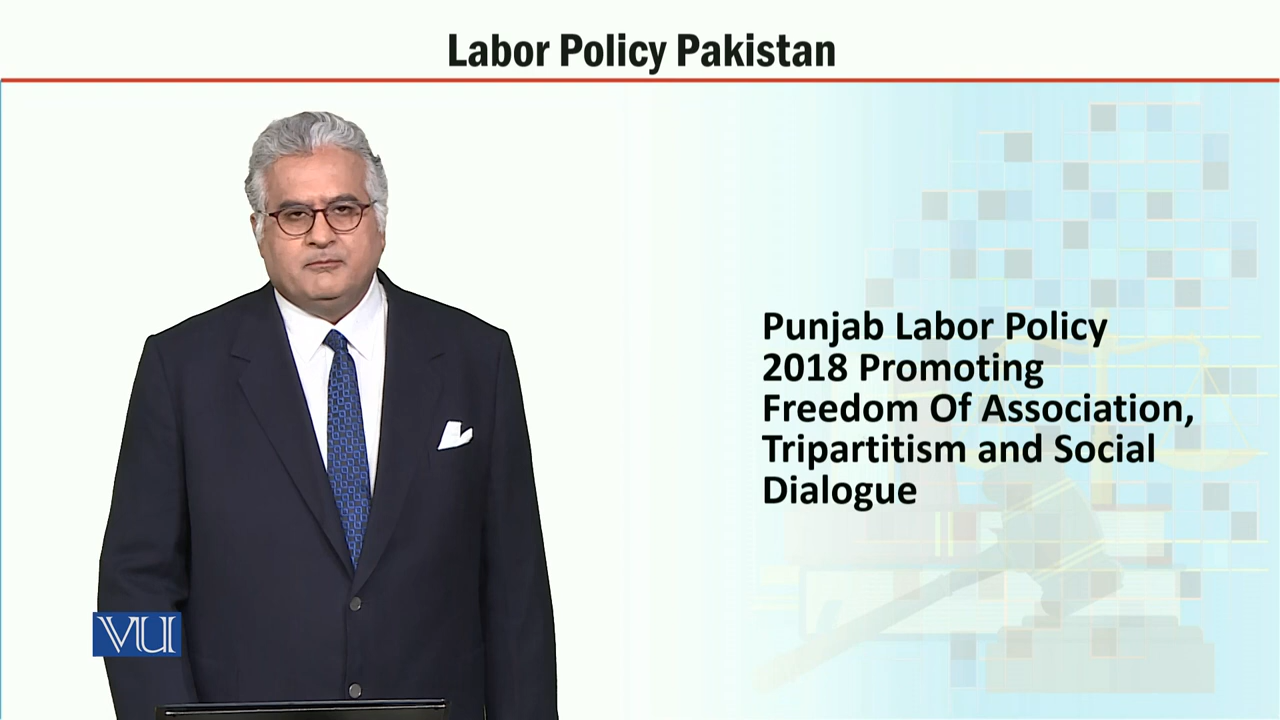 Labor Policy Pakistan
Punjab Labor Policy
2018 Promoting
Freedom Of Association,
Tripartitism and Social
Dialogue
VU